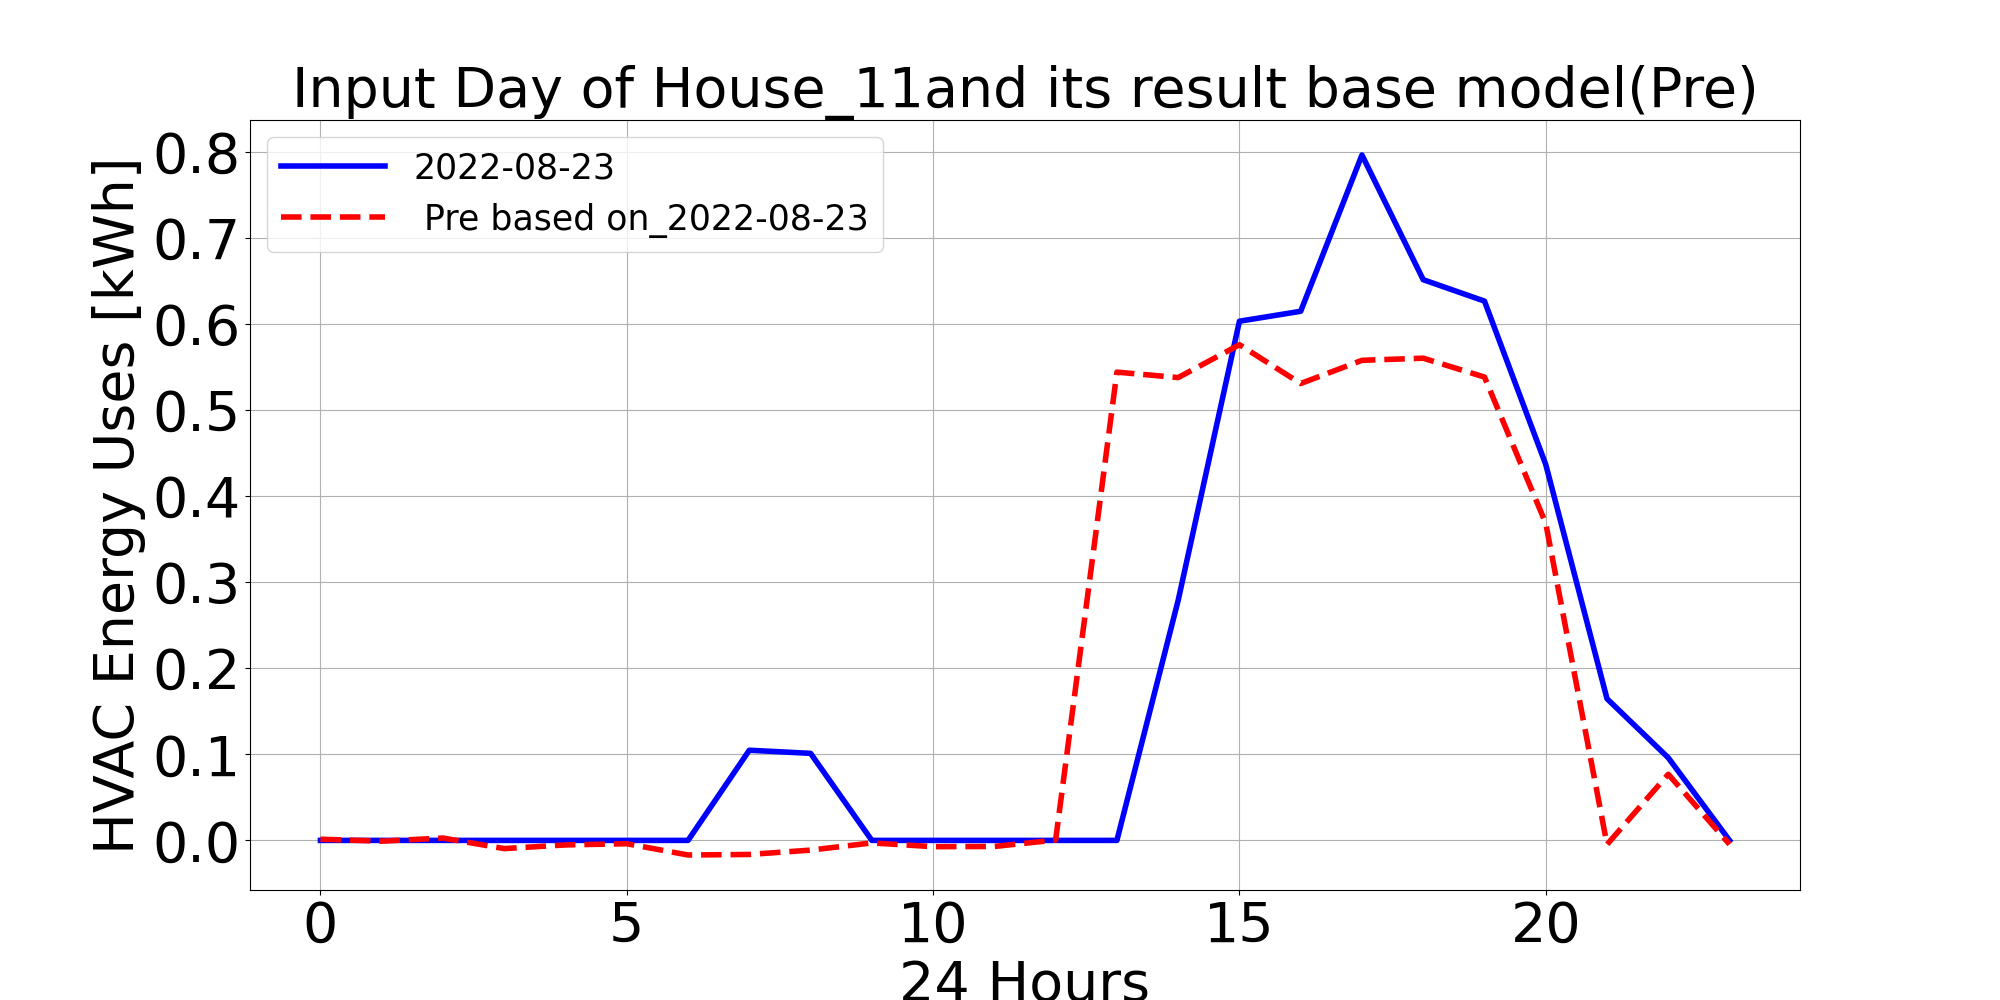 Input Day of House_11and its result base model(Pre)
2022-08-23
Pre based on_2022-08-23
HVAC Energy Uses [kWh]
0.8
0.7
0.6
0.5
0.4
0.3
0.2
0.1
0.0
0 5 10 15 20
24 Hours